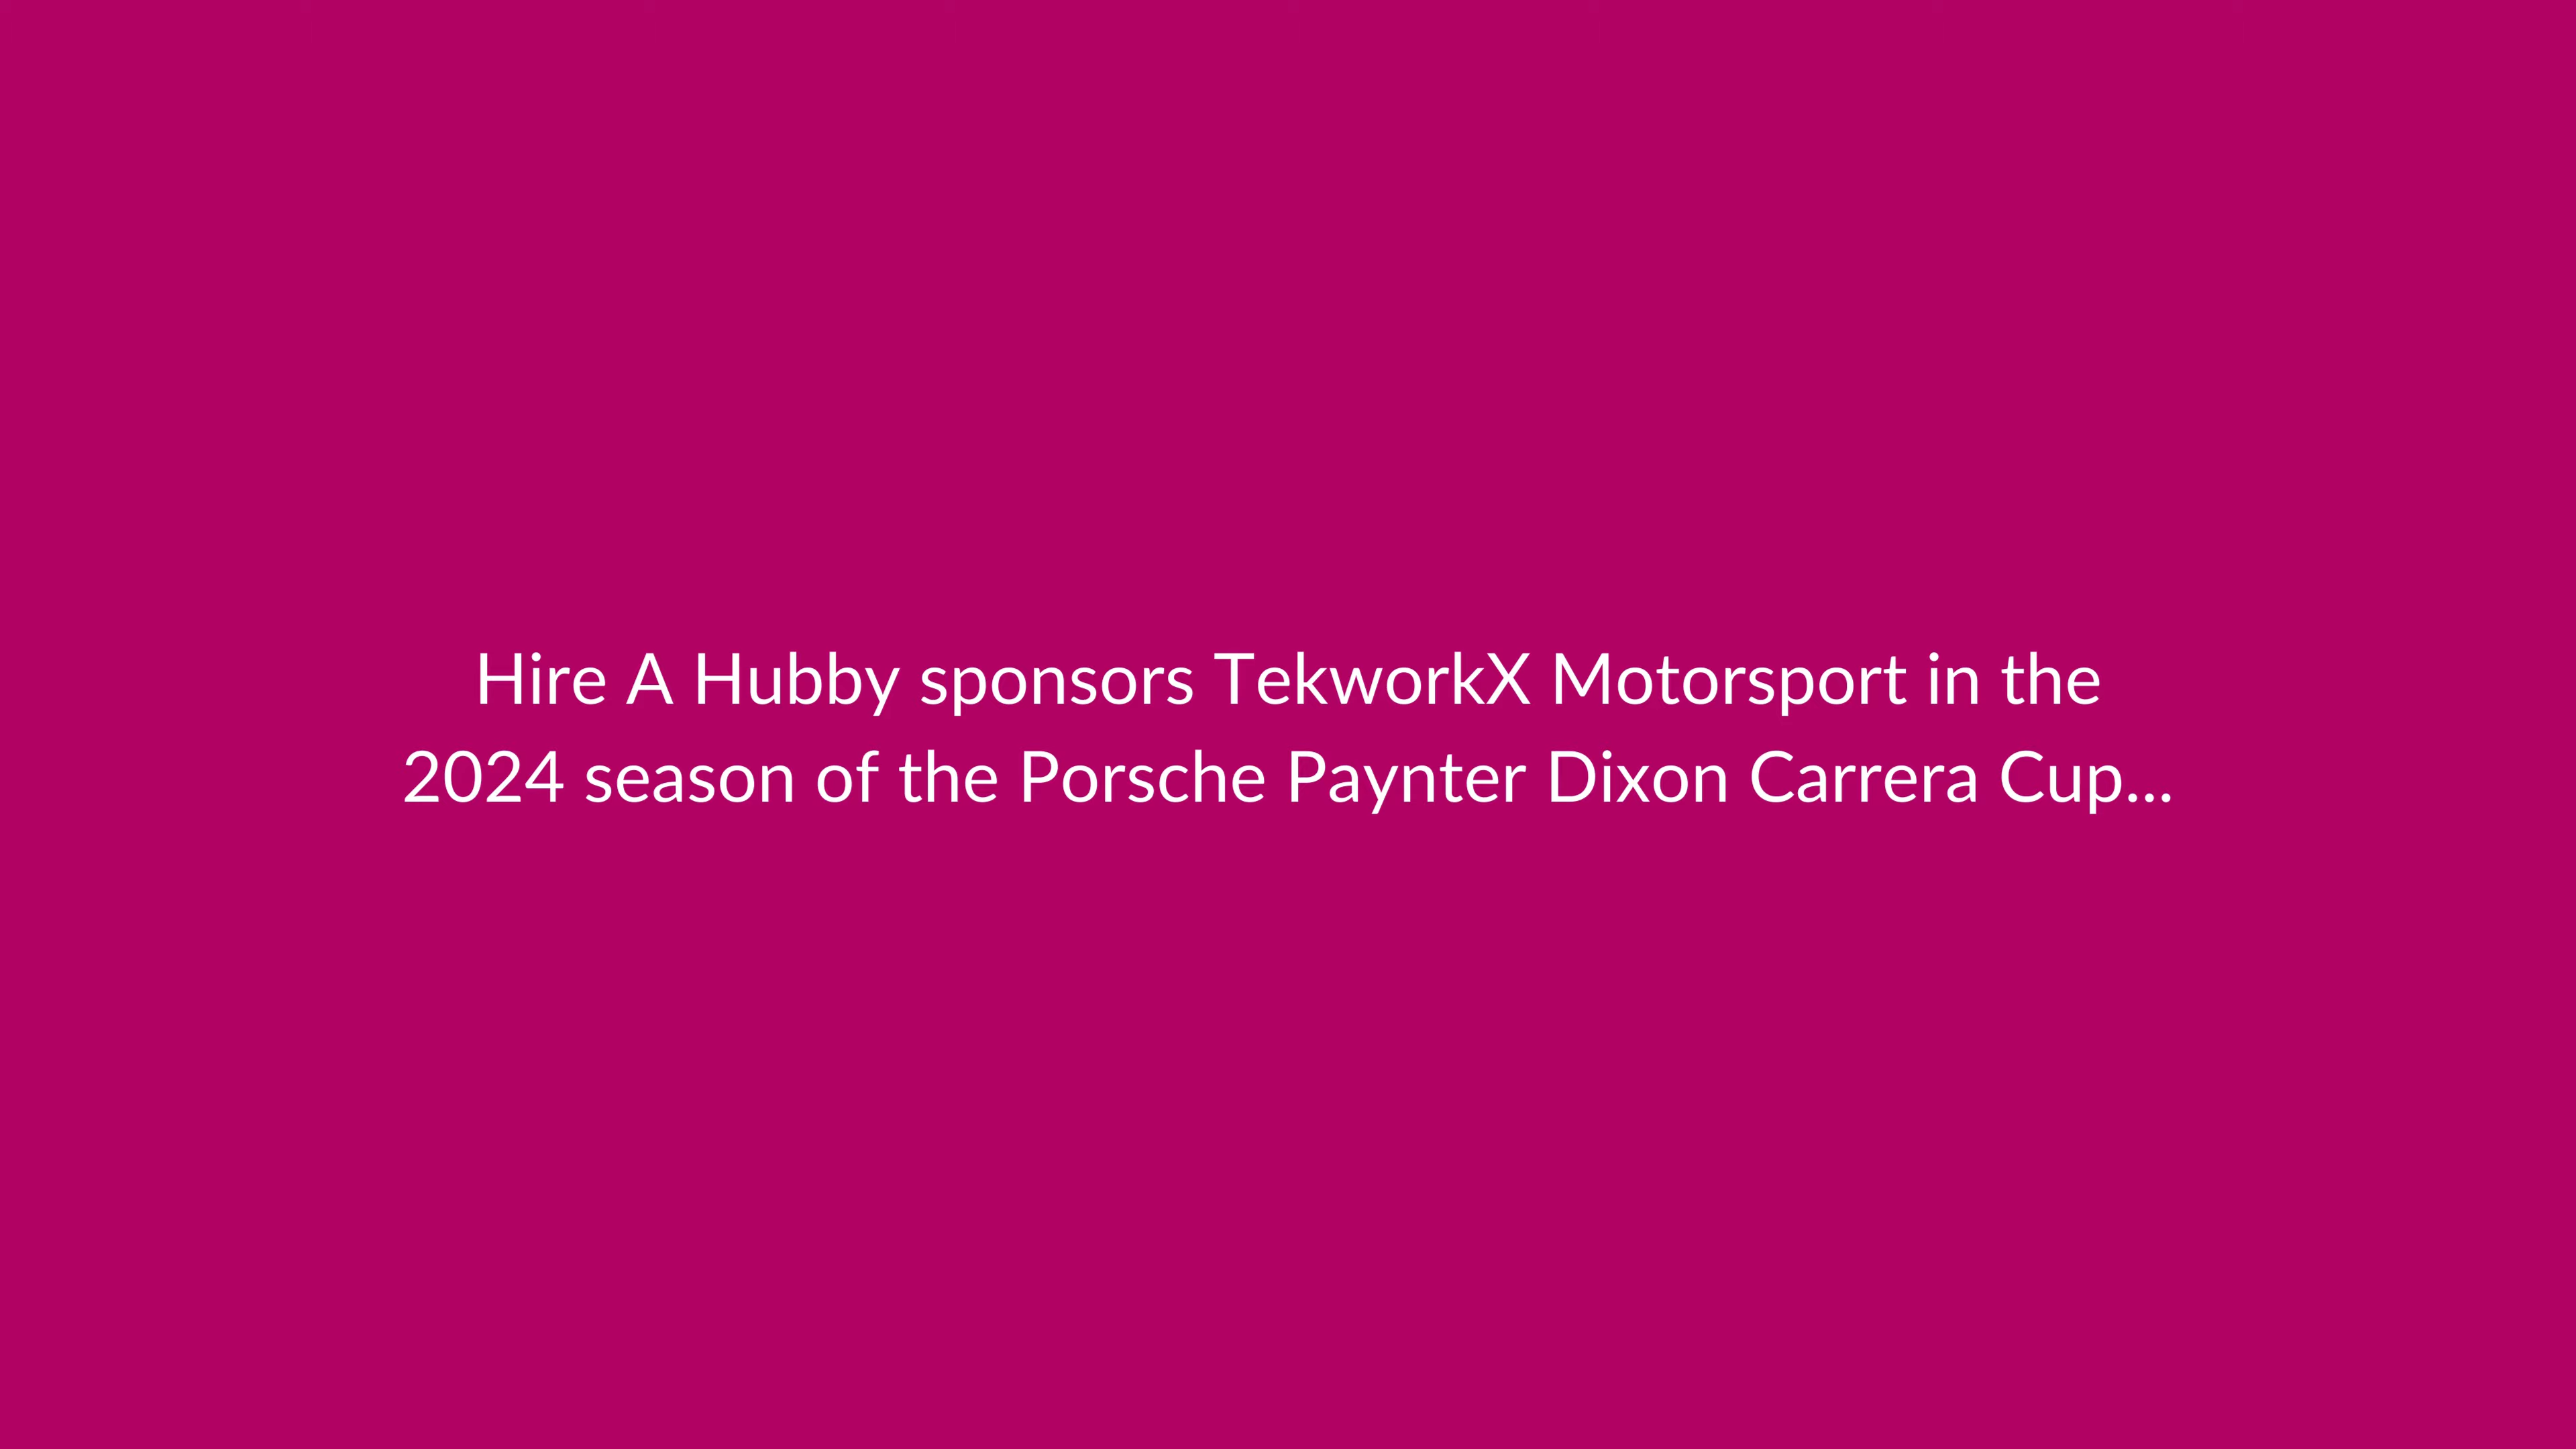 Hire A Hubby sponsors TekworkX Motorsport in the
2024 season of the Porsche Paynter Dixon Carrera Cup...